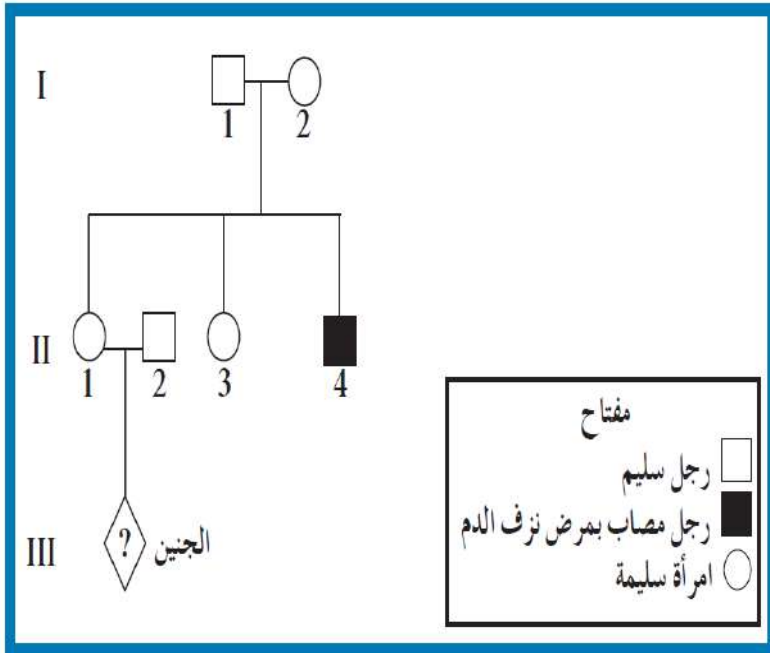 I
1 2
II
1 2 3 4
III
?
الجنين
مفتاح
رجل سليم
رجل مصاب بمرض نزف الدم
امرأة سليمة